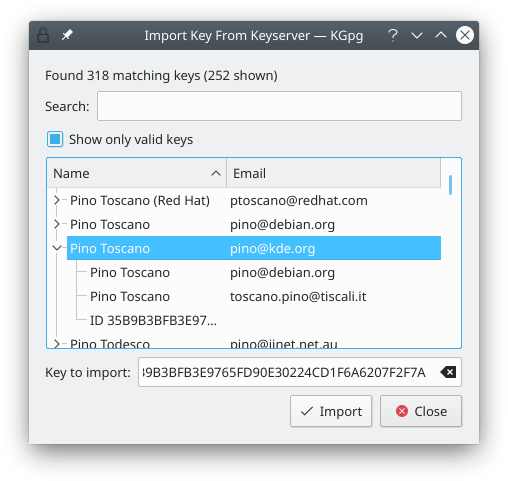 Import Key From Keyserver — KGpg
Found 318 matching keys (252 shown)
Search:
Show only valid keys
Name Email
Pino Toscano (Red Hat) ptoscano@redhat.com
Pino Toscano pino@debian.org
Pino Toscano pino@kde.org
Pino Toscano pino@debian.org
Pino Toscano toscano.pino@tiscali.it
ID 35B9B3BFB3E97...
Pino Todesco pino@iinet.net.au
Key to import: 39B3BFB3E9765FD90E30224CD1F6A6207F2F7A
Import Close